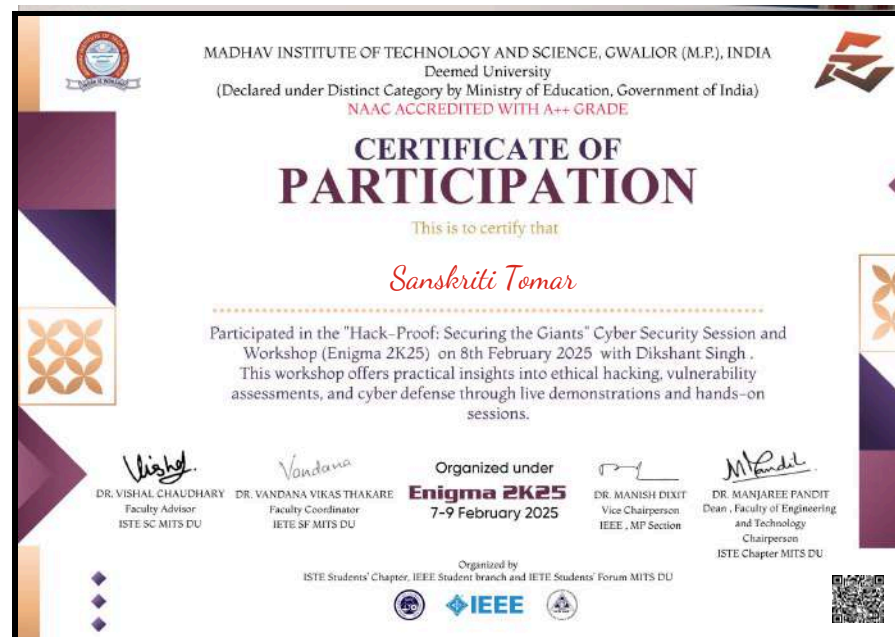 MADHAV INSTITUTE OF TECHNOLOGY AND SCIENCE, GWALIOR (M.P.), INDIA
Deemed University
(Declared under Distinct Category by Ministry of Education, Government of India)
NAAC ACCREDITED WITH A++ GRADE
CERTIFICATE OF
PARTICIPATION
This is to certify that
Sanskriti Tomar
Participated in the "Hack-Proof: Securing the Giants" Cyber Security Session and
Workshop (Enigma 2K25) on 8th February 2025 with Dikshant Singh .
This workshop offers practical insights into ethical hacking, vulnerability
assessments, and cyber defense through live demonstrations and hands-on
sessions.
Vishal.
DR. VISHAL CHAUDHARY
Faculty Advisor
ISTE SC MITS DU
Vandana
DR. VANDANA VIKAS THAKARE
Faculty Coordinator
IETE SF MITS DU
Organized under
Enigma 2K25
7-9 February 2025
DR. MANISH DIXIT
Vice Chairperson
IEEE , MP Section
MPandit
DR. MANJAREE PANDIT
Dean , Faculty of Engineering
and Technology
Chairperson
ISTE Chapter MITS DU
Organized by
ISTE Students' Chapter, IEEE Student branch and IETE Students' Forum MITS DU
IEEE